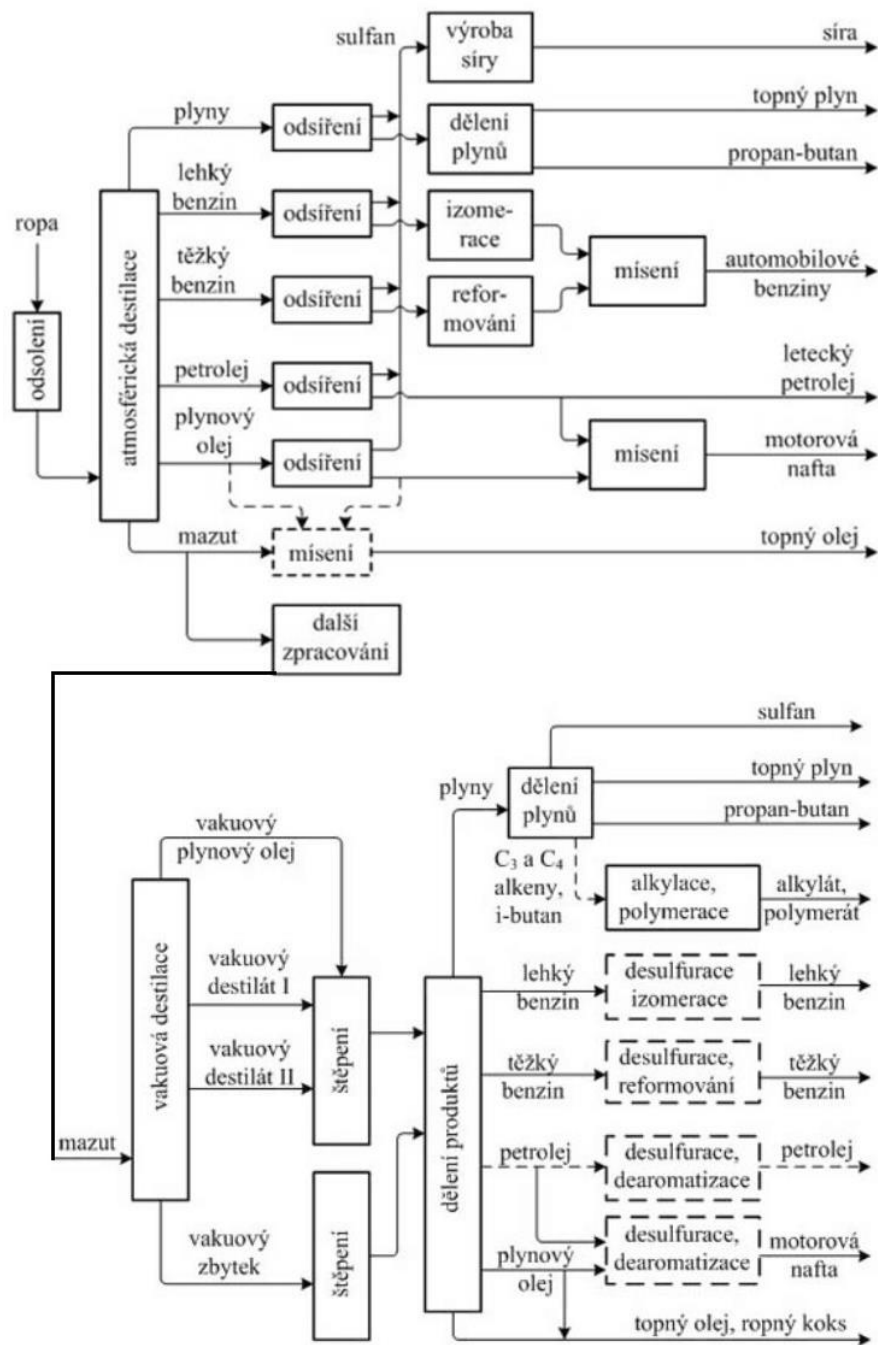 sulfan
výroba
síry
síra
plyny
odsíření
dělení
plynů
topný plyn
propan-butan
lehký
benzin
odsíření
izome-
race
ropa
těžký
benzin
odsíření
refor-
mování
mísení
automobilové
benziny
odsolení
atmosférická destilace
petrolej
odsíření
letecký
petrolej
plynový
olej
odsíření
mísení
motorová
nafta
mazut
mísení
topný olej
další
zpracování
sulfan
plyny
dělení
plynů
topný plyn
propan-butan
vakuový
plynový olej
C₃ a C₄
alkeny,
i-butan
alkylace,
polymerace
alkylát,
polymerát
vakuová destilace
vakuový
destilát I
vakuový
destilát II
štěpení
dělení produktů
lehký
benzin
desulfurace
izomerace
lehký
benzin
těžký
benzin
desulfurace,
reformování
těžký
benzin
mazut
petrolej
desulfurace,
dearomatizace
petrolej
vakuový
zbytek
štěpení
plynový
olej
desulfurace,
dearomatizace
motorová
nafta
topný olej, ropný koks